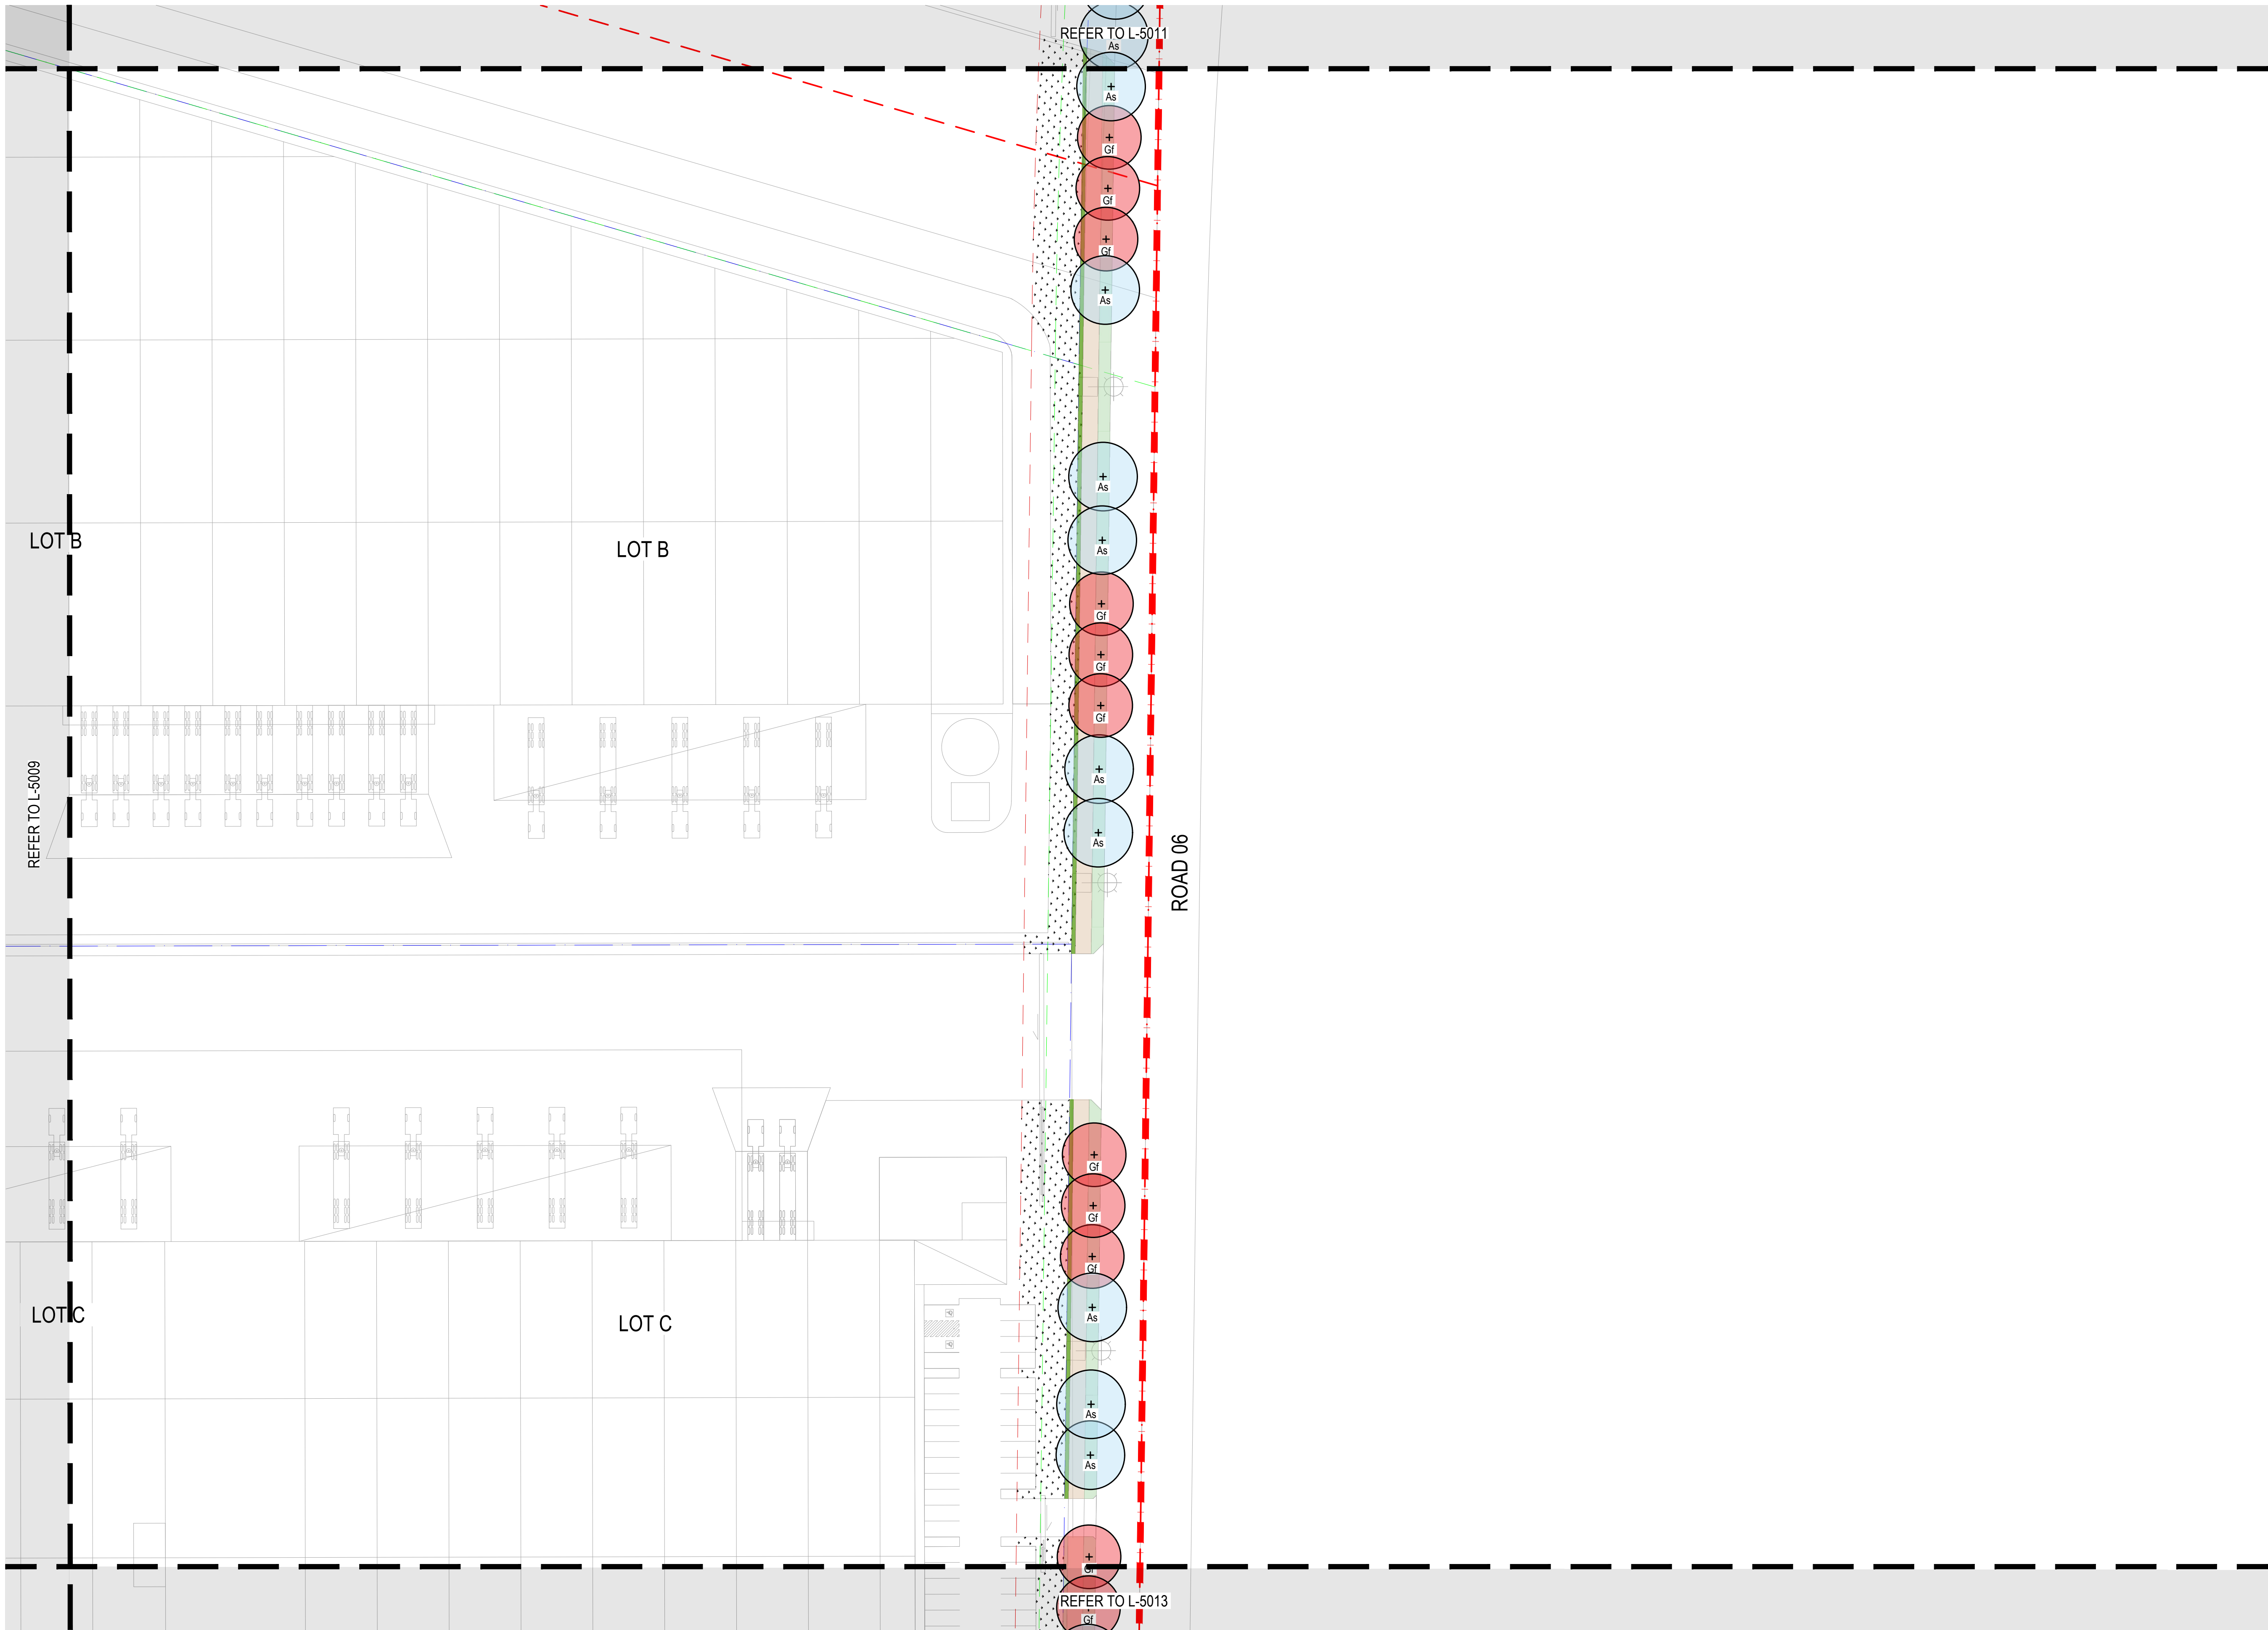 REFER TO L-5011
As
As
Gf
Gf
Gf
As
As
LOT B
LOT B
As
Gf
Gf
Gf
As
REFER TO L-5009
As
ROAD 06
Gf
Gf
Gf
LOT C
LOT C
As
As
As
Gf
REFER TO L-5013
Gf